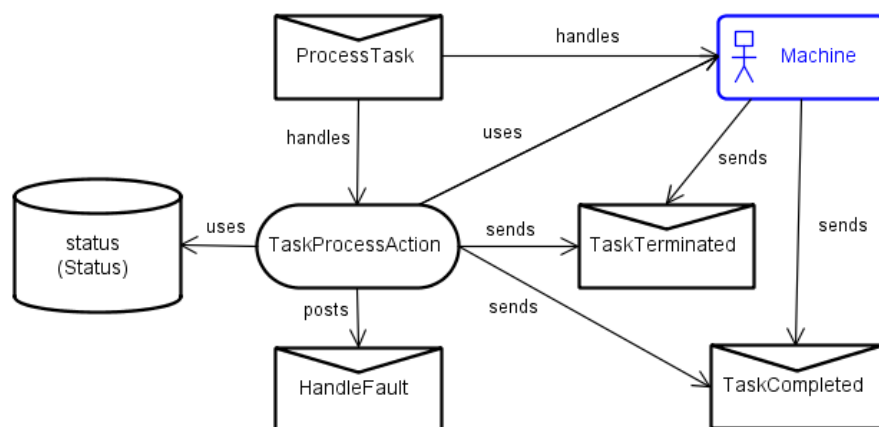 handles
ProcessTask
Machine
handles
uses
sends
status
(Status)
uses
TaskProcessAction
sends
TaskTerminated
sends
posts
sends
HandleFault
TaskCompleted